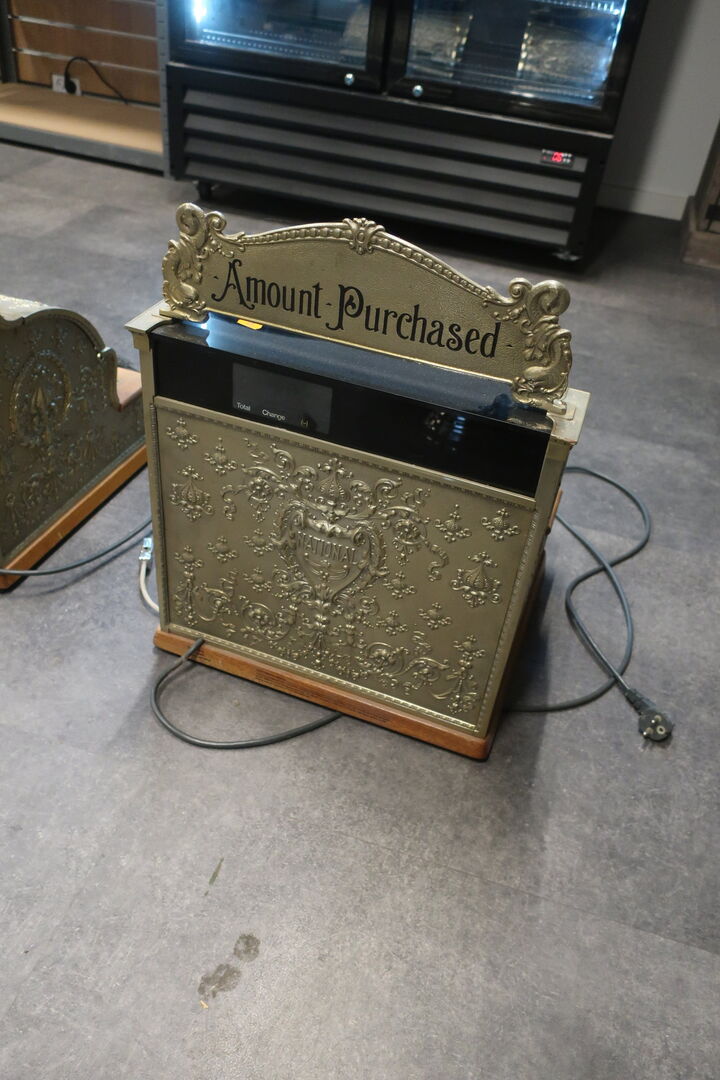 Amount Purchased
Total Change
NATIONAL